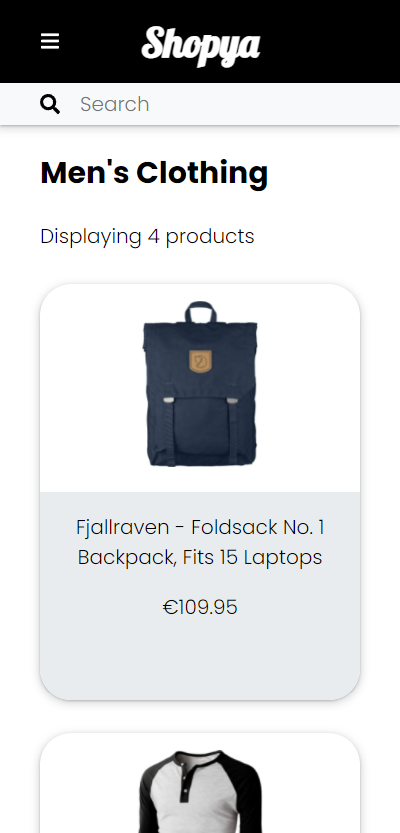 Shopya
Search
Men's Clothing
Displaying 4 products
Fjallraven - Foldsack No. 1
Backpack, Fits 15 Laptops
€109.95